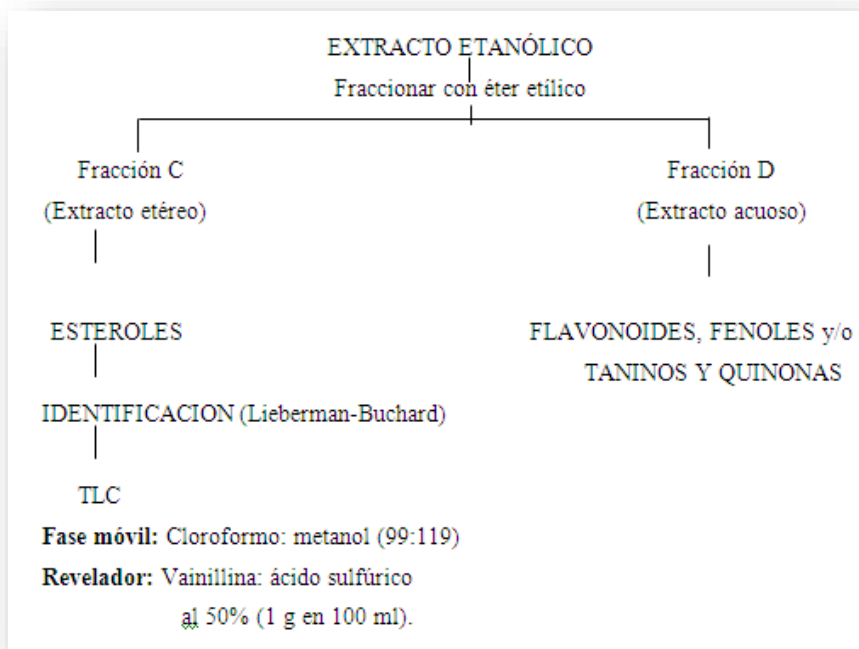 EXTRACTO ETANÓLICO
Fraccionar con éter etílico
Fracción C
(Extracto etéreo)
Fracción D
(Extracto acuoso)
ESTEROLES
IDENTIFICACION (Lieberman-Buchard)
TLC
Fase móvil: Cloroformo: metanol (99:119)
Revelador: Vainillina: ácido sulfúrico
al 50% (1 g en 100 ml).
FLAVONOIDES, FENOLES y/o
TANINOS Y QUINONAS